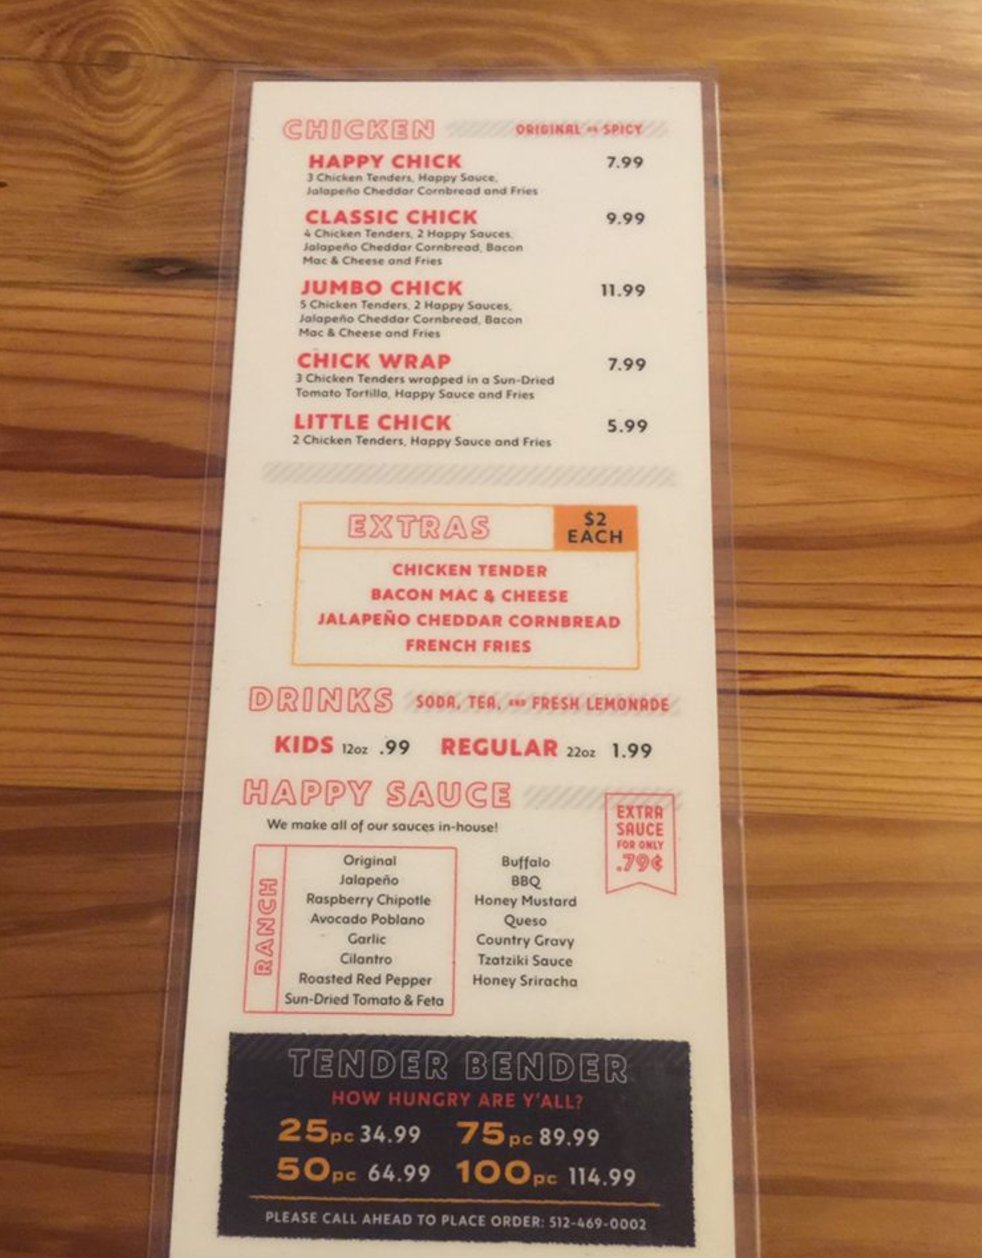 CHICKEN ORIGINAL OR SPICY
HAPPY CHICK 7.99
3 Chicken Tenders, Happy Sauce,
Jalapeño Cheddar Cornbread and Fries
CLASSIC CHICK 9.99
4 Chicken Tenders, 2 Happy Sauces,
Jalapeño Cheddar Cornbread, Bacon
Mac & Cheese and Fries
JUMBO CHICK 11.99
5 Chicken Tenders, 2 Happy Sauces,
Jalapeño Cheddar Cornbread, Bacon
Mac & Cheese and Fries
CHICK WRAP 7.99
3 Chicken Tenders wrapped in a Sun-Dried
Tomato Tortilla, Happy Sauce and Fries
LITTLE CHICK 5.99
2 Chicken Tenders, Happy Sauce and Fries
EXTRAS
$2
EACH
CHICKEN TENDER
BACON MAC & CHEESE
JALAPEÑO CHEDDAR CORNBREAD
FRENCH FRIES
DRINKS SODA, TEA, AND FRESH LEMONADE
KIDS 12oz .99 REGULAR 22oz 1.99
HAPPY SAUCE
We make all of our sauces in-house!
EXTRA
SAUCE
FOR ONLY
.79¢
RANCH
Original
Jalapeño
Raspberry Chipotle
Avocado Poblano
Garlic
Cilantro
Roasted Red Pepper
Sun-Dried Tomato & Feta
Buffalo
BBQ
Honey Mustard
Queso
Country Gravy
Tzatziki Sauce
Honey Sriracha
TENDER BENDER
HOW HUNGRY ARE Y'ALL?
25pc 34.99 75pc 89.99
50pc 64.99 100pc 114.99
PLEASE CALL AHEAD TO PLACE ORDER: 512-469-0002